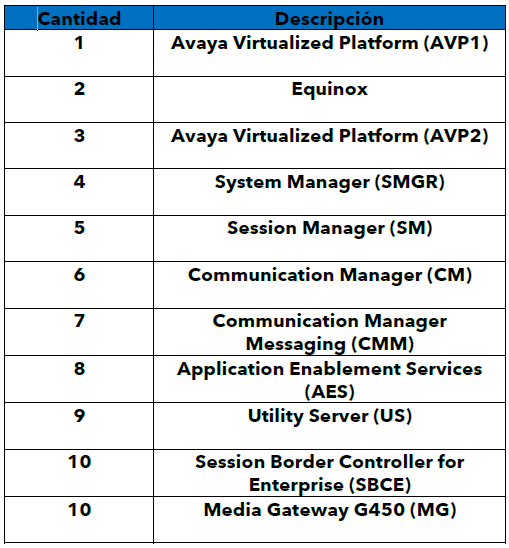 Cantidad Descripción
1 Avaya Virtualized Platform (AVP1)
2 Equinox
3 Avaya Virtualized Platform (AVP2)
4 System Manager (SMGR)
5 Session Manager (SM)
6 Communication Manager (CM)
7 Communication Manager
Messaging (CMM)
8 Application Enablement Services
(AES)
9 Utility Server (US)
10 Session Border Controller for
Enterprise (SBCE)
10 Media Gateway G450 (MG)